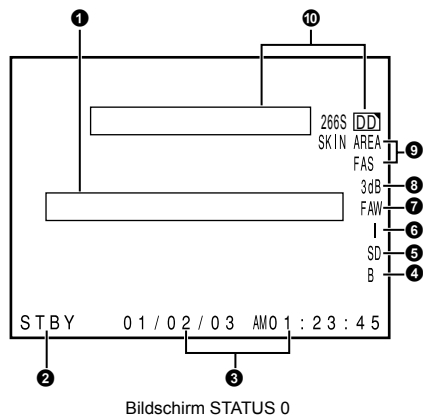 ❶ ❿
266S DD
SKIN AREA
❾
FAS
3dB ❽
FAW ❼
I ❻
SD ❺
B ❹
STBY 01/02/03 AM01:23:45
❷ ❸
Bildschirm STATUS 0